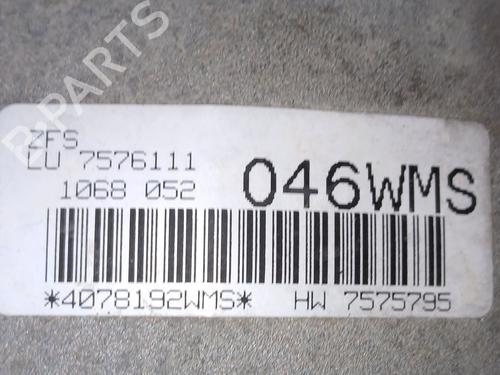 B-PARTS
ZFS
LU 7576111
1068 052
046WMS
*4078192WMS* HW 7575795